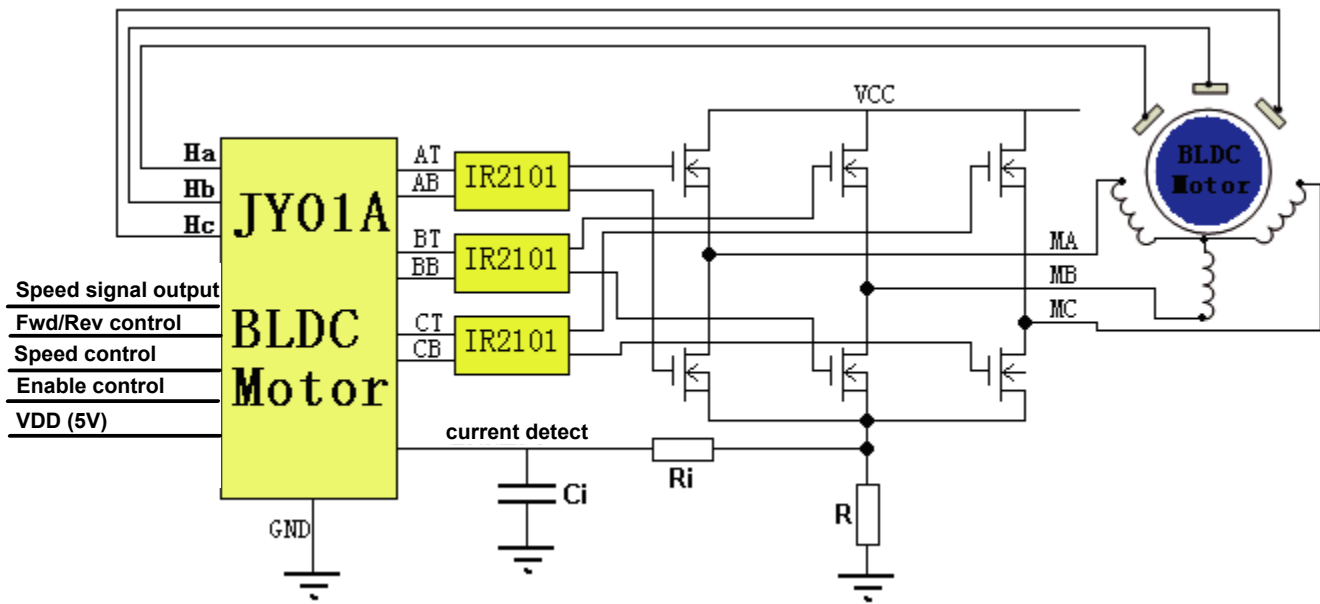 VCC
BLDC
Motor
Ha
Hb
Hc
JY01A
BLDC
Motor
AT
AB
IR2101
BT
BB
IR2101
CT
CB
IR2101
MA
MB
MC
Speed signal output
Fwd/Rev control
Speed control
Enable control
VDD (5V)
current detect
Ri
Ci
R
GND